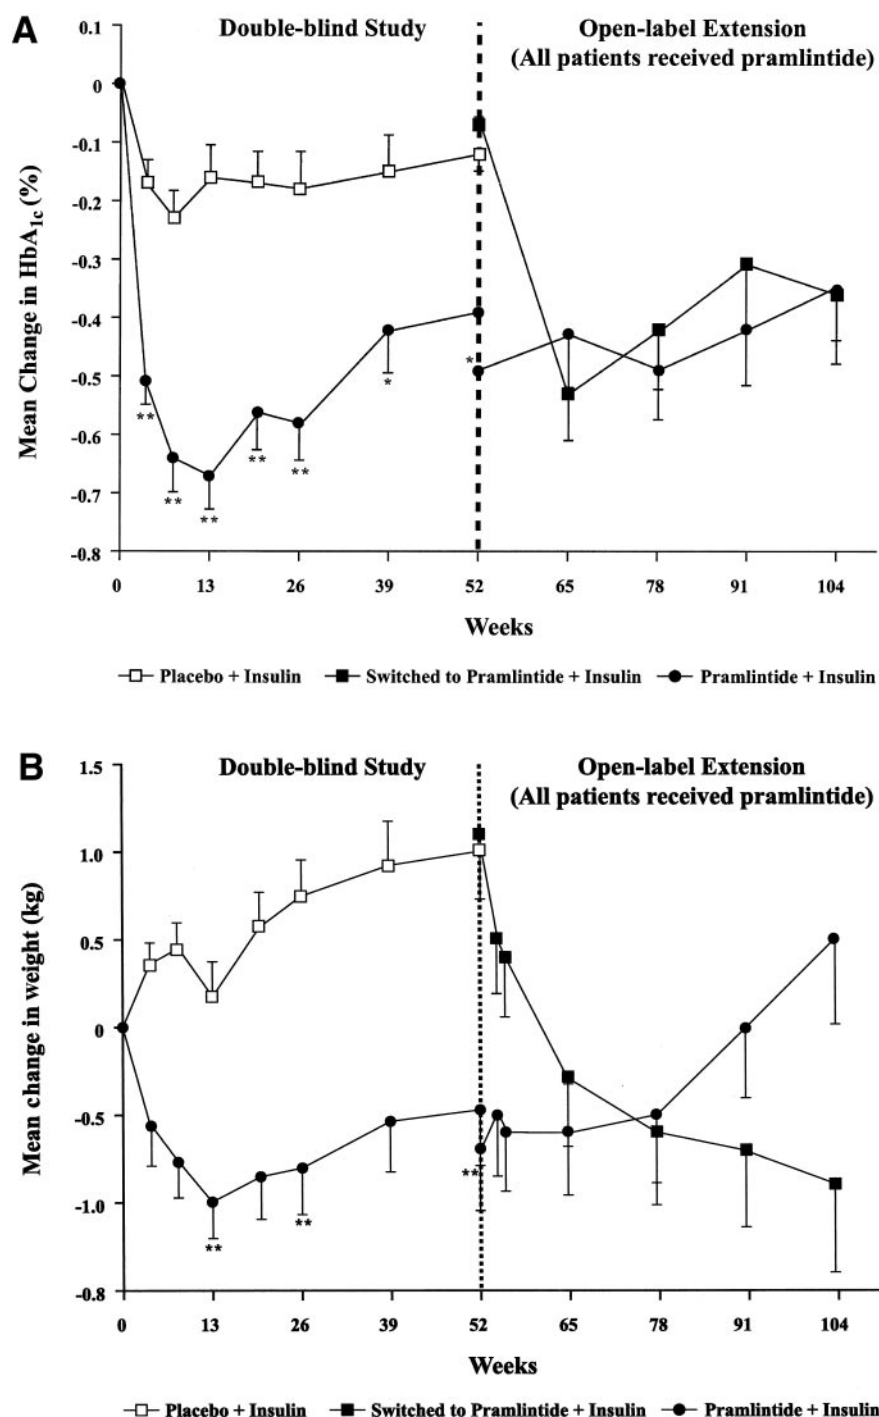 A
Double-blind Study
Open-label Extension
(All patients received pramlintide)
Mean Change in HbA1c (%)
0.1
0
-0.1
-0.2
-0.3
-0.4
-0.5
-0.6
-0.7
-0.8
**
**
**
**
**
*
*
0 13 26 39 52 65 78 91 104
Weeks
Placebo + Insulin Switched to Pramlintide + Insulin Pramlintide + Insulin
B
Double-blind Study
Open-label Extension
(All patients received pramlintide)
Mean change in weight (kg)
1.5
1.0
0.5
0
-0.5
-1.0
-0.8
**
**
**
0 13 26 39 52 65 78 91 104
Weeks
Placebo + Insulin Switched to Pramlintide + Insulin Pramlintide + Insulin